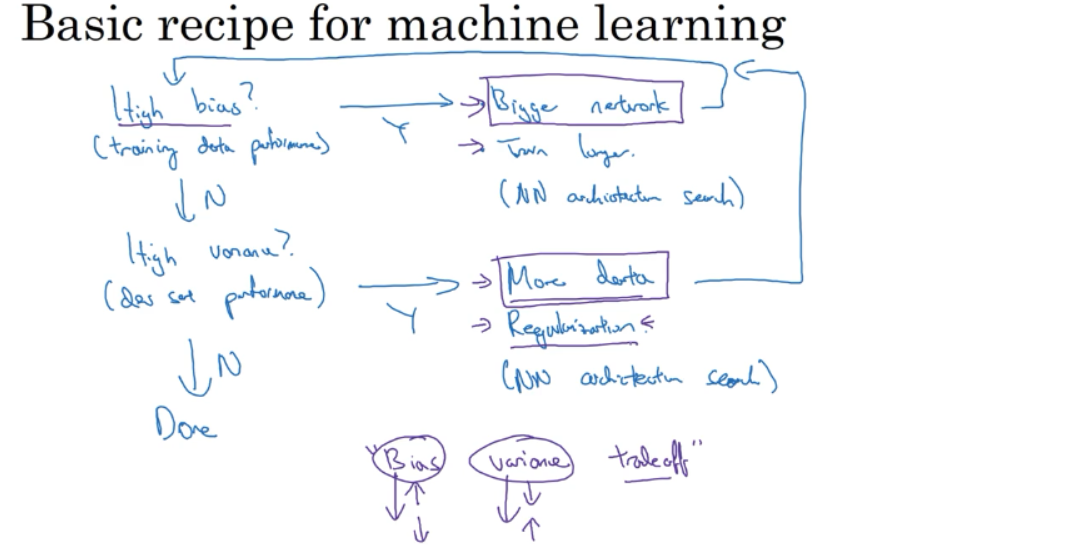 Basic recipe for machine learning
High bias?
(training data performance)
Y
Bigger network
Train longer.
(NN architecture search)
N
High variance?
(dev set performance)
Y
More data
Regularization
(NN architecture search)
N
Done
"Bias variance tradeoff"